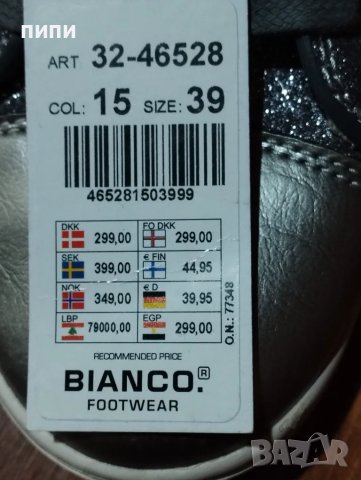 пипи
ART 32-46528
COL: 15 SIZE: 39
465281503999
DKK 299,00 FO DKK 299,00
SEK 399,00 € FIN 44,95
NOK 349,00 € D 39,95
LBP 79000,00 EGP 299,00
O.N.: 77348
RECOMMENDED PRICE
BIANCO.®
FOOTWEAR
BAZAR